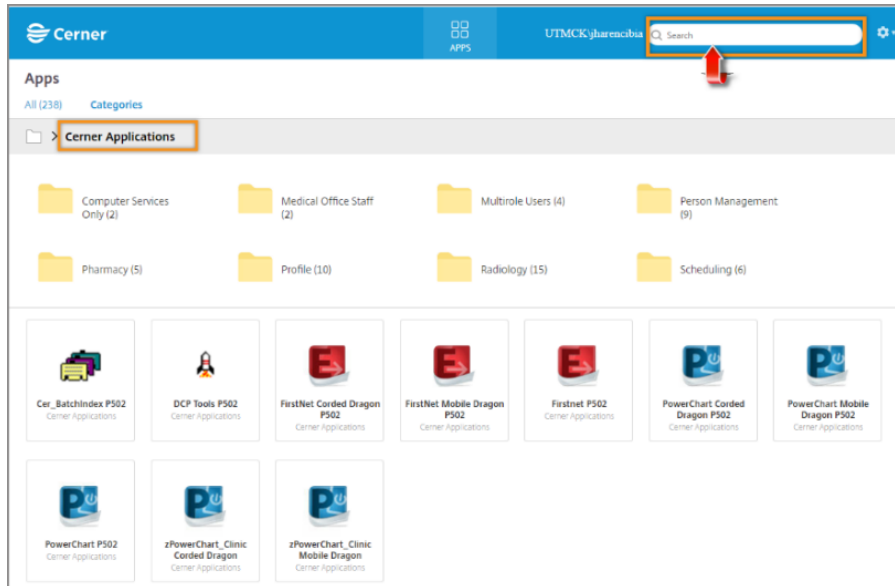 Cerner
APPS
UTMCK\jharencibia
Search
Apps
All (238) Categories
> Cerner Applications
Computer Services
Only (2)
Medical Office Staff
(2)
Multirole Users (4)
Person Management
(9)
Pharmacy (5)
Profile (10)
Radiology (15)
Scheduling (6)
Cer_BatchIndex P502
Cerner Applications
DCP Tools P502
Cerner Applications
FirstNet Corded Dragon
P502
Cerner Applications
FirstNet Mobile Dragon
P502
Cerner Applications
Firstnet P502
Cerner Applications
PowerChart Corded
Dragon P502
Cerner Applications
PowerChart Mobile
Dragon P502
Cerner Applications
PowerChart P502
Cerner Applications
zPowerChart_Clinic
Corded Dragon
Cerner Applications
zPowerChart_Clinic
Mobile Dragon
Cerner Applications